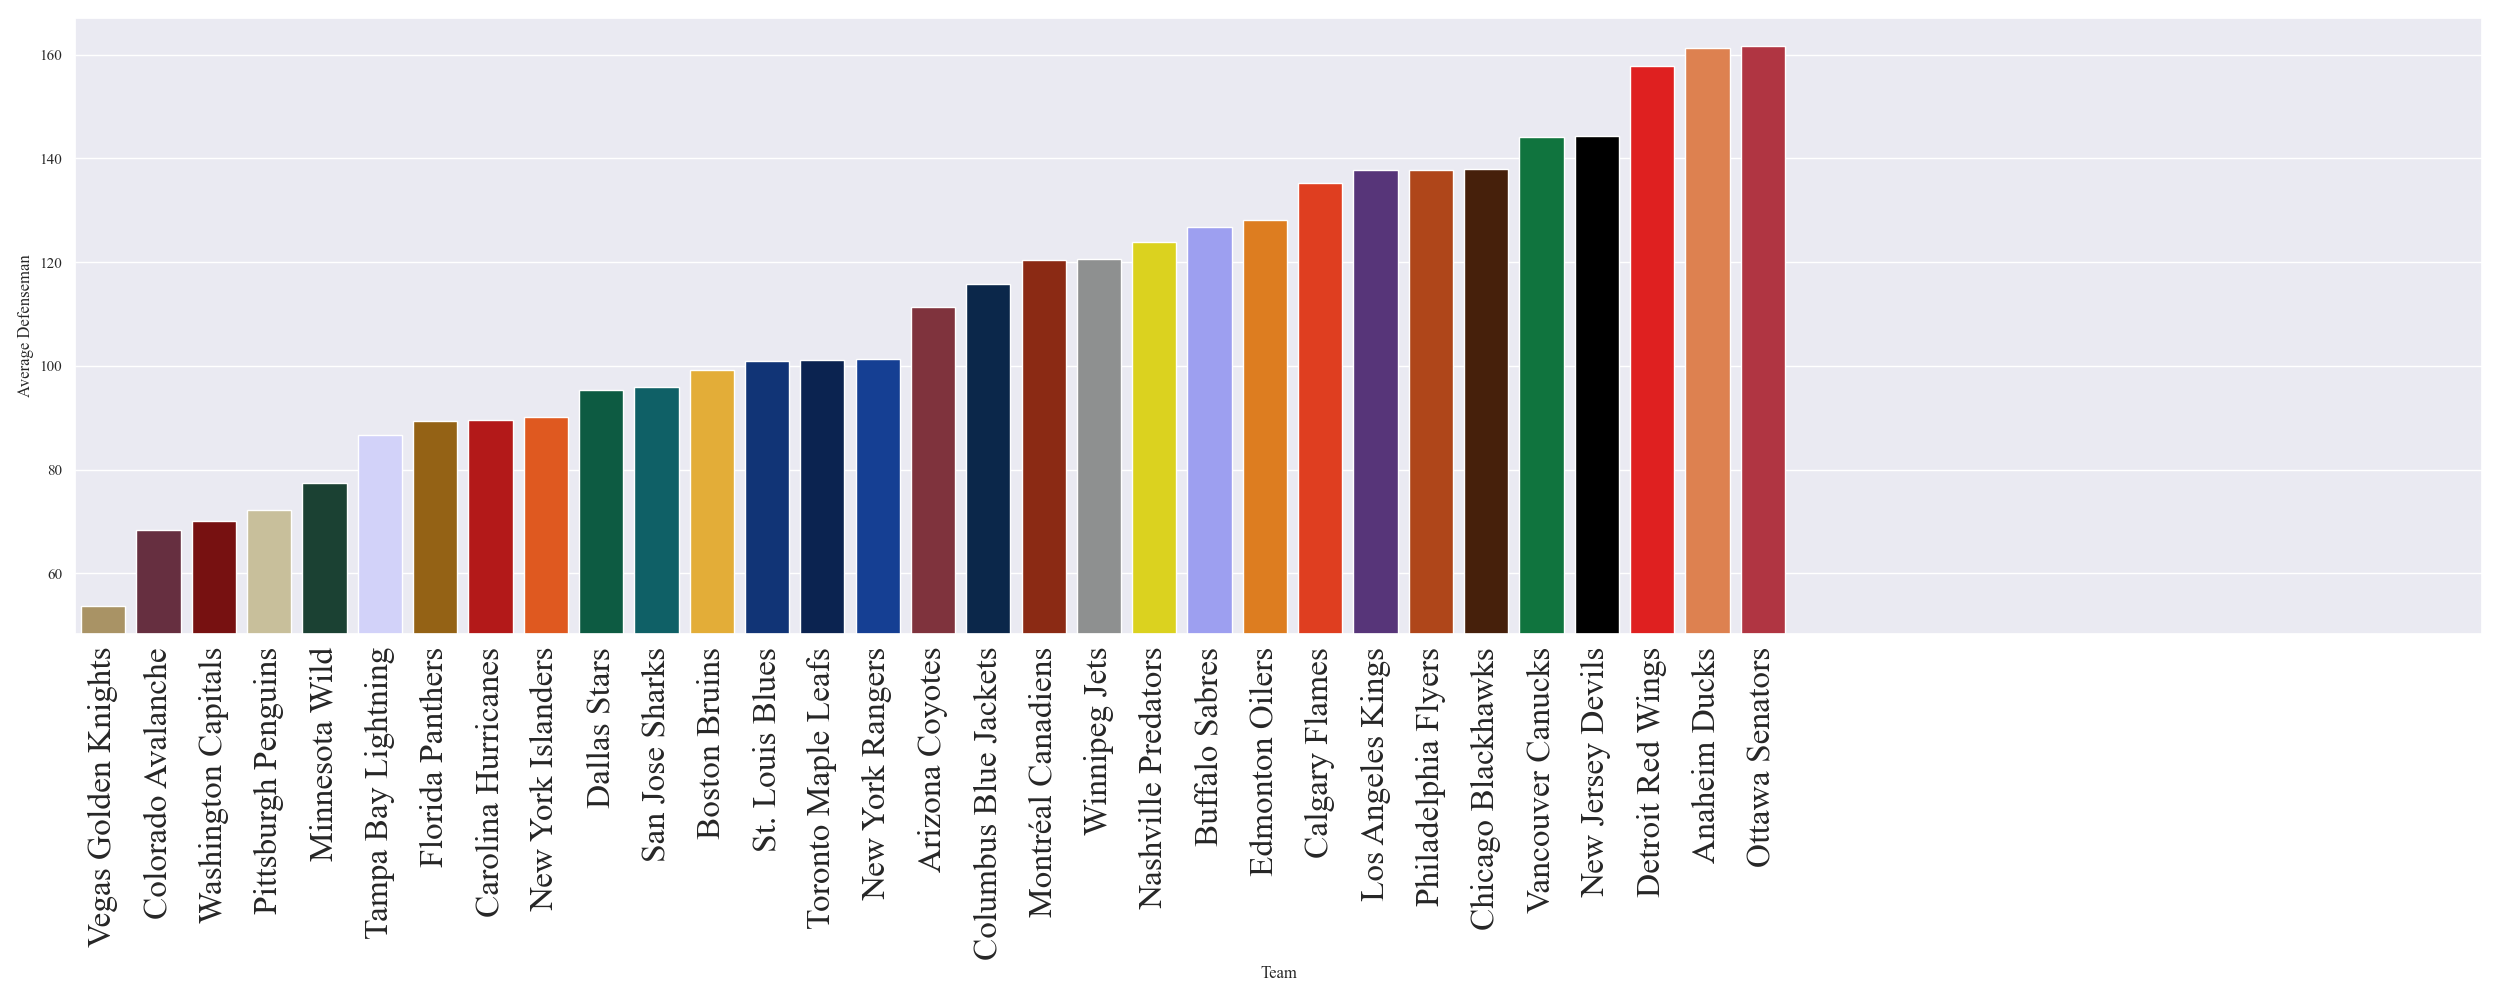 160
140
120
100
80
60
Average Defenseman
Vegas Golden Knights
Colorado Avalanche
Washington Capitals
Pittsburgh Penguins
Minnesota Wild
Tampa Bay Lightning
Florida Panthers
Carolina Hurricanes
New York Islanders
Dallas Stars
San Jose Sharks
Boston Bruins
St. Louis Blues
Toronto Maple Leafs
New York Rangers
Arizona Coyotes
Columbus Blue Jackets
Montréal Canadiens
Winnipeg Jets
Nashville Predators
Buffalo Sabres
Edmonton Oilers
Calgary Flames
Los Angeles Kings
Philadelphia Flyers
Chicago Blackhawks
Vancouver Canucks
New Jersey Devils
Detroit Red Wings
Anaheim Ducks
Ottawa Senators
Team